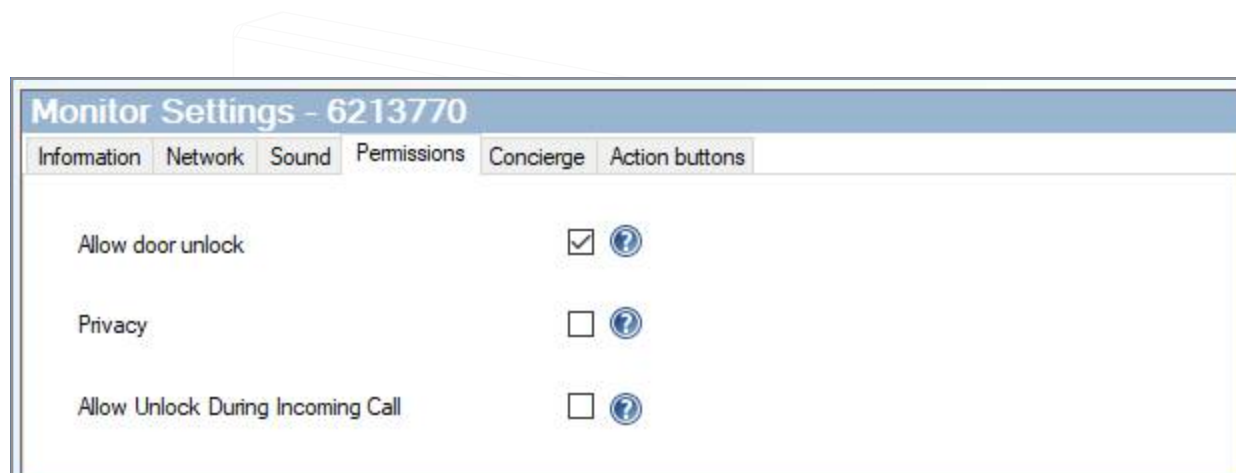 Monitor Settings - 6213770
Information Network Sound Permissions Concierge Action buttons
Allow door unlock
Privacy
Allow Unlock During Incoming Call